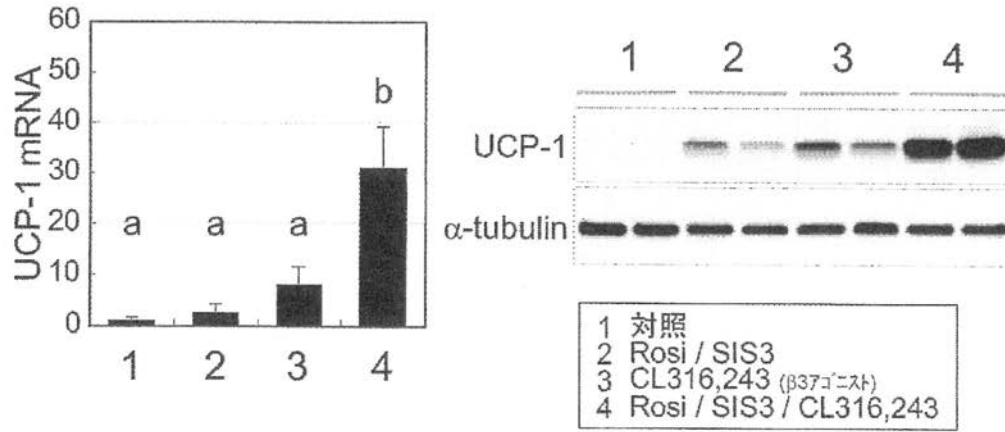 UCP-1 mRNA
60
50
40
30
20
10
0
a
a
a
b
1
2
3
4
1
2
3
4
UCP-1
α-tubulin
1 対照
2 Rosi / SIS3
3 CL316,243 (β3アゴニスト)
4 Rosi / SIS3 / CL316,243